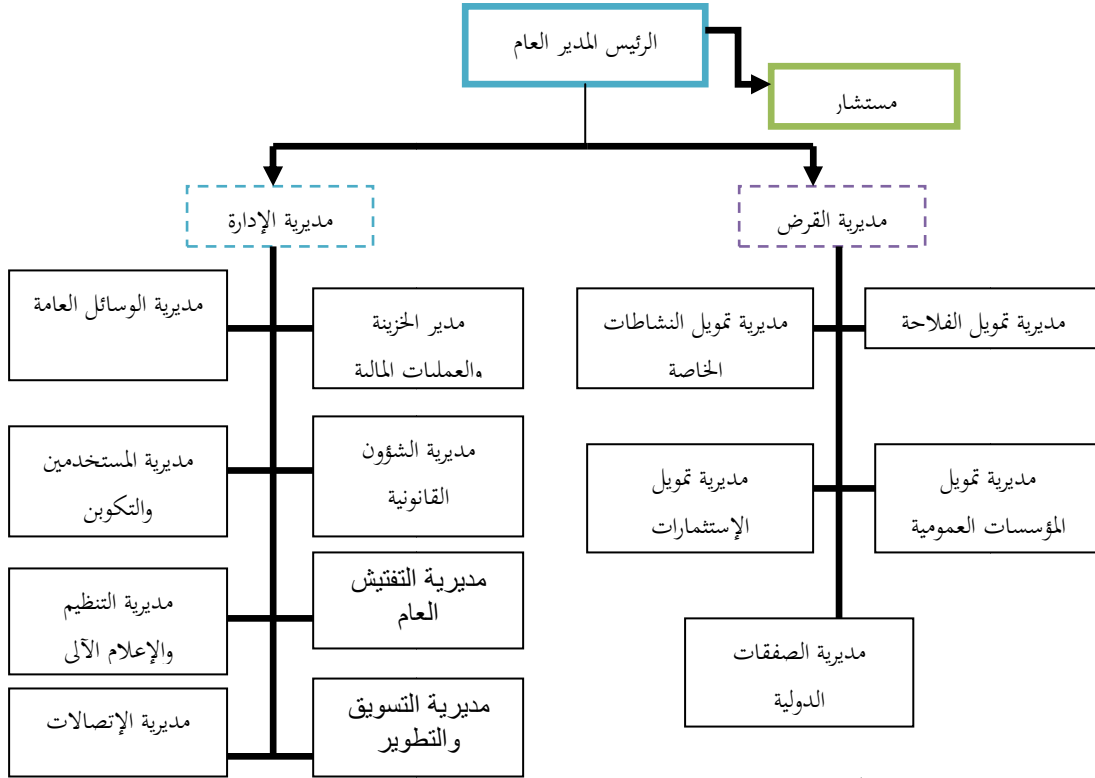 الرئيس المدير العام
مستشار
مديرية القرض
مديرية الإدارة
مديرية تمويل الفلاحة
مديرية تمويل النشاطات
الخاصة
مديرية تمويل
المؤسسات العمومية
مديرية تمويل
الإستثمارات
مديرية الصفقات
الدولية
مدير الخزينة
والعمليات المالية
مديرية الوسائل العامة
مديرية الشؤون
القانونية
مديرية المستخدمين
والتكوين
مديرية التفتيش
العام
مديرية التنظيم
والإعلام الآلي
مديرية التسويق
والتطوير
مديرية الإتصالات